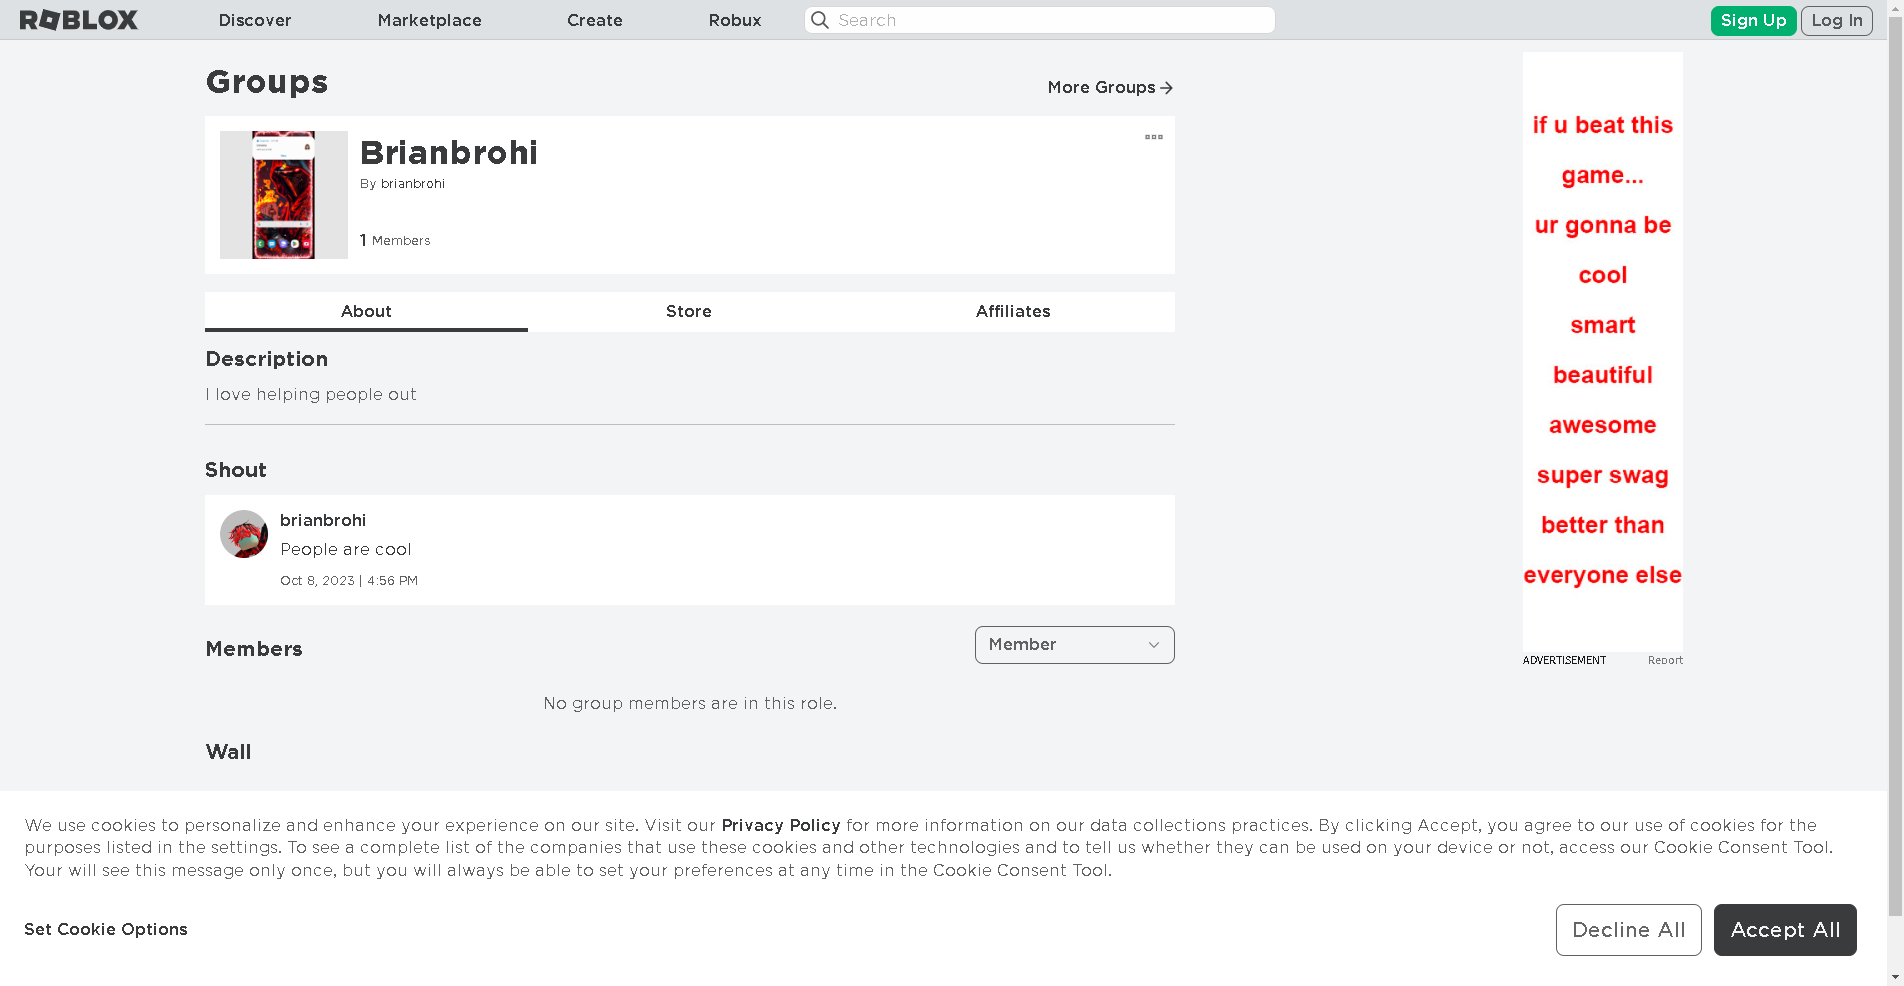 ROBLOX
Discover
Marketplace
Create
Robux
Search
Sign Up
Log In
Groups
More Groups
Brianbrohi
By brianbrohi
1 Members
About
Store
Affiliates
Description
I love helping people out
Shout
brianbrohi
People are cool
Oct 8, 2023 | 4:56 PM
Members
Member
No group members are in this role.
Wall
if u beat this
game...
ur gonna be
cool
smart
beautiful
awesome
super swag
better than
everyone else
ADVERTISEMENT
Report
We use cookies to personalize and enhance your experience on our site. Visit our Privacy Policy for more information on our data collections practices. By clicking Accept, you agree to our use of cookies for the
purposes listed in the settings. To see a complete list of the companies that use these cookies and other technologies and to tell us whether they can be used on your device or not, access our Cookie Consent Tool.
Your will see this message only once, but you will always be able to set your preferences at any time in the Cookie Consent Tool.
Set Cookie Options
Decline All
Accept All